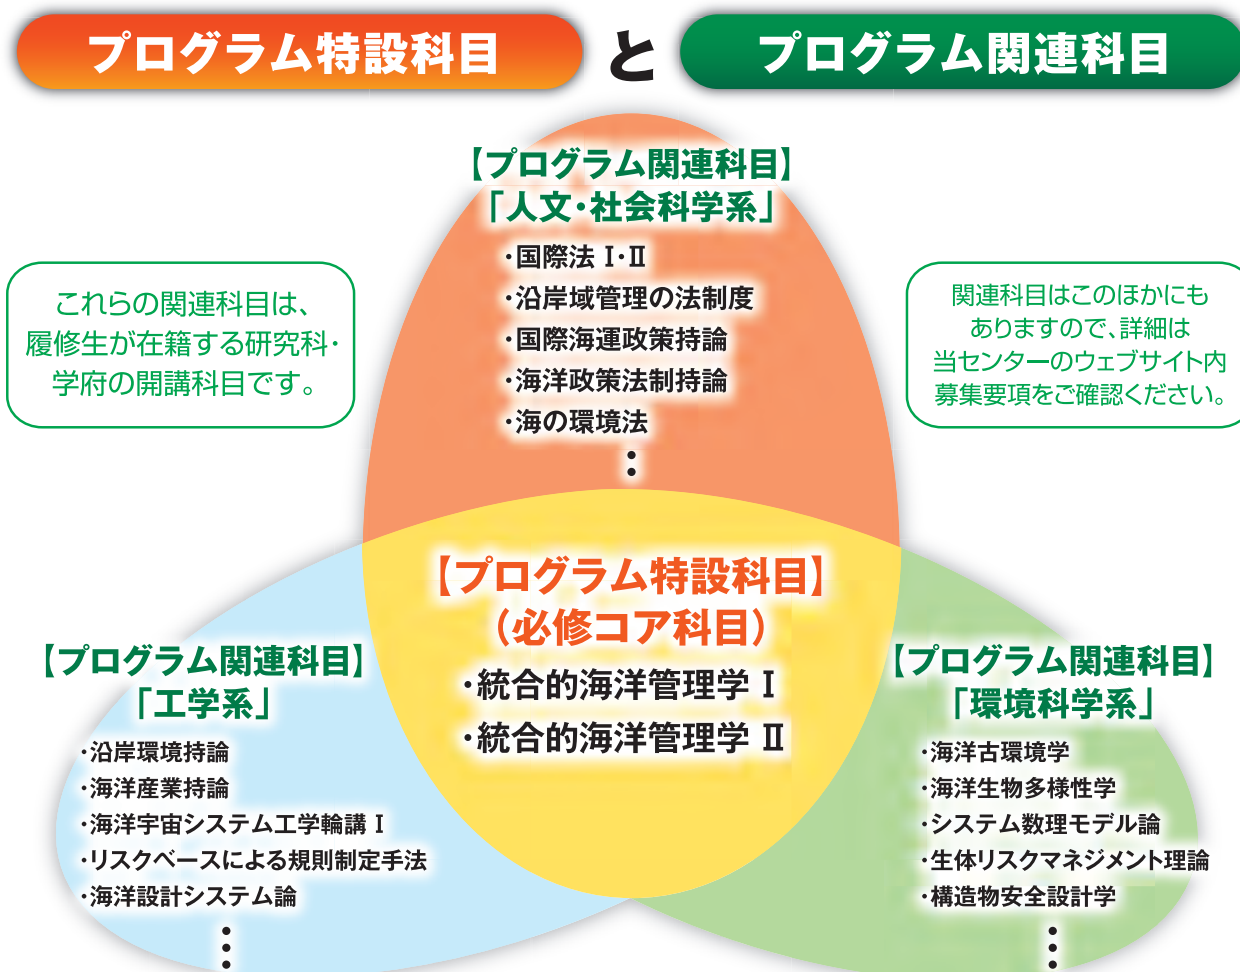 プログラム特設科目 と プログラム関連科目
【プログラム関連科目】
「人文・社会科学系」
・国際法 Ⅰ・Ⅱ
・沿岸域管理の法制度
・国際海運政策持論
・海洋政策法制持論
・海の環境法
これらの関連科目は、
履修生が在籍する研究科・
学府の開講科目です。
関連科目はこのほかにも
ありますので、詳細は
当センターのウェブサイト内
募集要項をご確認ください。
【プログラム特設科目】
（必修コア科目）
・統合的海洋管理学 Ⅰ
・統合的海洋管理学 Ⅱ
【プログラム関連科目】
「工学系」
・沿岸環境持論
・海洋産業持論
・海洋宇宙システム工学輪講 Ⅰ
・リスクベースによる規則制定手法
・海洋設計システム論
【プログラム関連科目】
「環境科学系」
・海洋古環境学
・海洋生物多様性学
・システム数理モデル論
・生体リスクマネジメント理論
・構造物安全設計学